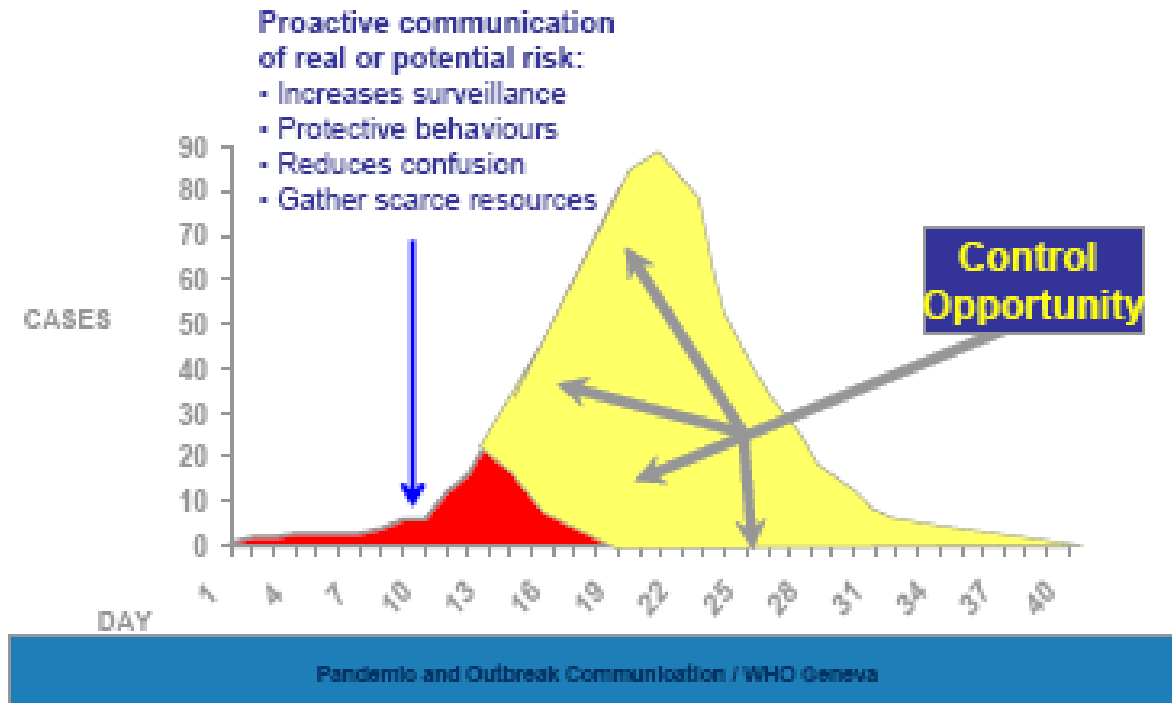 Proactive communication
of real or potential risk:
▪ Increases surveillance
▪ Protective behaviours
▪ Reduces confusion
▪ Gather scarce resources
90
80
70
60
50
40
30
20
10
0
CASES
Control
Opportunity
1
4
7
10
13
16
19
22
25
28
31
34
37
40
DAY
Pandemic and Outbreak Communication / WHO Geneva